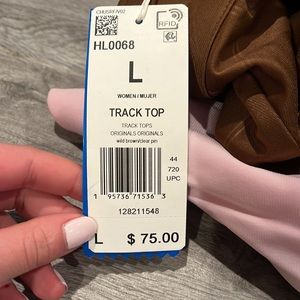 HL0068
RFID
L
WOMEN / MUJER
TRACK TOP
TRACK TOPS
ORIGINALS ORIGINALS
wild brown/clear pin
44
720
UPC
1 95736 71536 3
128211548
L $ 75.00